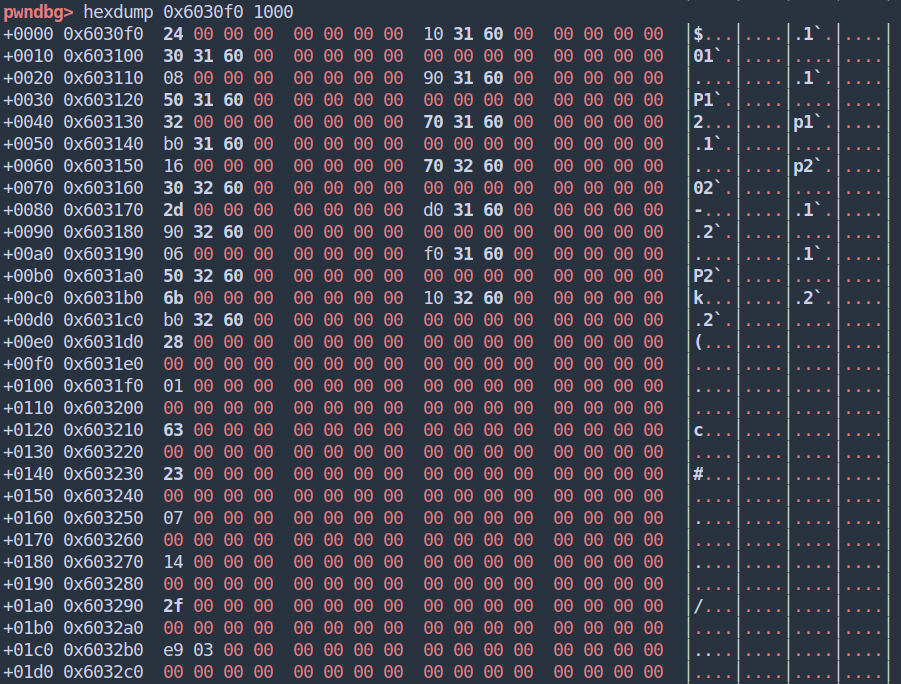 pwndbg> hexdump 0x6030f0 1000
+0000 0x6030f0  24 00 00 00  00 00 00 00  10 31 60 00  00 00 00 00  |$...|....|.1`.|....|
+0010 0x603100  30 31 60 00  00 00 00 00  00 00 00 00  00 00 00 00  |01`.|....|....|....|
+0020 0x603110  08 00 00 00  00 00 00 00  90 31 60 00  00 00 00 00  |....|....|.1`.|....|
+0030 0x603120  50 31 60 00  00 00 00 00  00 00 00 00  00 00 00 00  |P1`.|....|....|....|
+0040 0x603130  32 00 00 00  00 00 00 00  70 31 60 00  00 00 00 00  |2...|....|p1`.|....|
+0050 0x603140  b0 31 60 00  00 00 00 00  00 00 00 00  00 00 00 00  |.1`.|....|....|....|
+0060 0x603150  16 00 00 00  00 00 00 00  70 32 60 00  00 00 00 00  |....|....|p2`.|....|
+0070 0x603160  30 32 60 00  00 00 00 00  00 00 00 00  00 00 00 00  |02`.|....|....|....|
+0080 0x603170  2d 00 00 00  00 00 00 00  d0 31 60 00  00 00 00 00  |-...|....|.1`.|....|
+0090 0x603180  90 32 60 00  00 00 00 00  00 00 00 00  00 00 00 00  |.2`.|....|....|....|
+00a0 0x603190  06 00 00 00  00 00 00 00  f0 31 60 00  00 00 00 00  |....|....|.1`.|....|
+00b0 0x6031a0  50 32 60 00  00 00 00 00  00 00 00 00  00 00 00 00  |P2`.|....|....|....|
+00c0 0x6031b0  6b 00 00 00  00 00 00 00  10 32 60 00  00 00 00 00  |k...|....|.2`.|....|
+00d0 0x6031c0  b0 32 60 00  00 00 00 00  00 00 00 00  00 00 00 00  |.2`.|....|....|....|
+00e0 0x6031d0  28 00 00 00  00 00 00 00  00 00 00 00  00 00 00 00  |(...|....|....|....|
+00f0 0x6031e0  00 00 00 00  00 00 00 00  00 00 00 00  00 00 00 00  |....|....|....|....|
+0100 0x6031f0  01 00 00 00  00 00 00 00  00 00 00 00  00 00 00 00  |....|....|....|....|
+0110 0x603200  00 00 00 00  00 00 00 00  00 00 00 00  00 00 00 00  |....|....|....|....|
+0120 0x603210  63 00 00 00  00 00 00 00  00 00 00 00  00 00 00 00  |c...|....|....|....|
+0130 0x603220  00 00 00 00  00 00 00 00  00 00 00 00  00 00 00 00  |....|....|....|....|
+0140 0x603230  23 00 00 00  00 00 00 00  00 00 00 00  00 00 00 00  |#...|....|....|....|
+0150 0x603240  00 00 00 00  00 00 00 00  00 00 00 00  00 00 00 00  |....|....|....|....|
+0160 0x603250  07 00 00 00  00 00 00 00  00 00 00 00  00 00 00 00  |....|....|....|....|
+0170 0x603260  00 00 00 00  00 00 00 00  00 00 00 00  00 00 00 00  |....|....|....|....|
+0180 0x603270  14 00 00 00  00 00 00 00  00 00 00 00  00 00 00 00  |....|....|....|....|
+0190 0x603280  00 00 00 00  00 00 00 00  00 00 00 00  00 00 00 00  |....|....|....|....|
+01a0 0x603290  2f 00 00 00  00 00 00 00  00 00 00 00  00 00 00 00  |/...|....|....|....|
+01b0 0x6032a0  00 00 00 00  00 00 00 00  00 00 00 00  00 00 00 00  |....|....|....|....|
+01c0 0x6032b0  e9 03 00 00  00 00 00 00  00 00 00 00  00 00 00 00  |....|....|....|....|
+01d0 0x6032c0  00 00 00 00  00 00 00 00  00 00 00 00  00 00 00 00  |....|....|....|....|